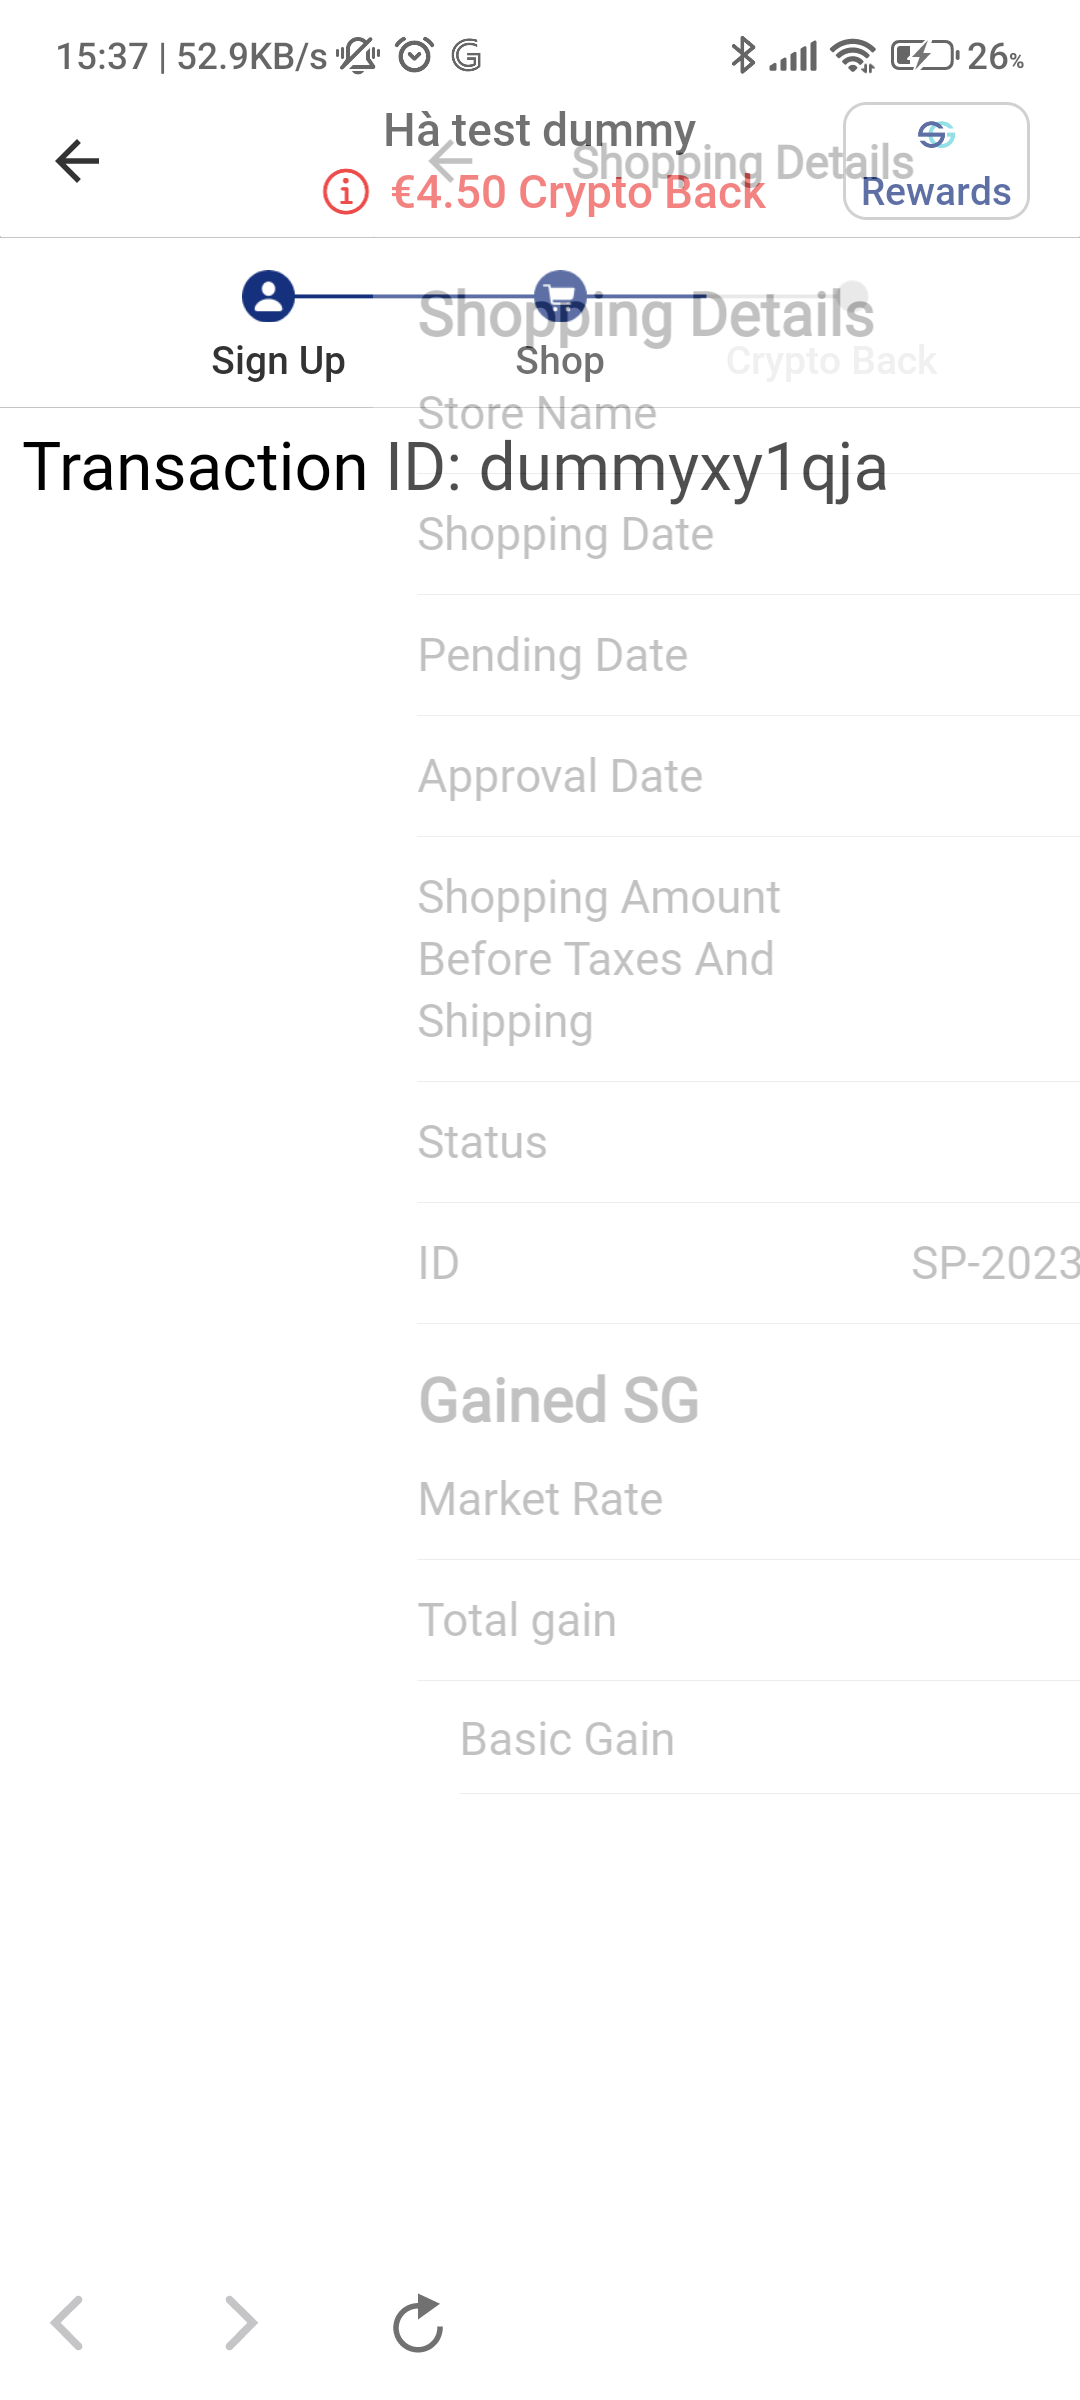 15:37 | 52.9KB/s
26%
Hà test dummy
€4.50 Crypto Back
Shopping Details
Rewards
Sign Up
Shop
Crypto Back
Shopping Details
Store Name
Transaction ID: dummyxy1qja
Shopping Date
Pending Date
Approval Date
Shopping Amount
Before Taxes And
Shipping
Status
ID SP-2023
Gained SG
Market Rate
Total gain
Basic Gain